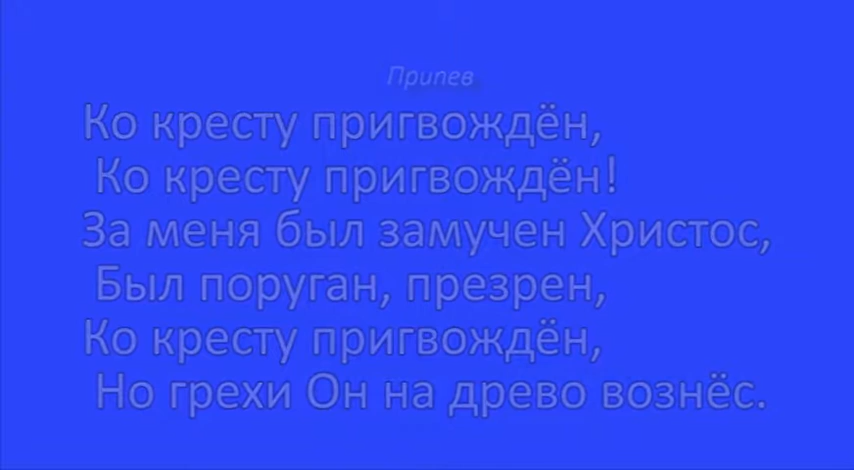 Припев
Ко кресту пригвождён,
Ко кресту пригвождён!
За меня был замучен Христос,
Был поруган, презрен,
Ко кресту пригвождён,
Но грехи Он на древо вознёс.